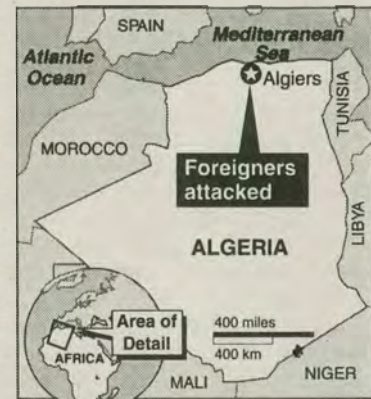 SPAIN
Mediterranean
Sea
Atlantic
Ocean
Algiers
TUNISIA
MOROCCO
Foreigners
attacked
LIBYA
ALGERIA
400 miles
400 km
Area of
Detail
AFRICA
MALI
NIGER